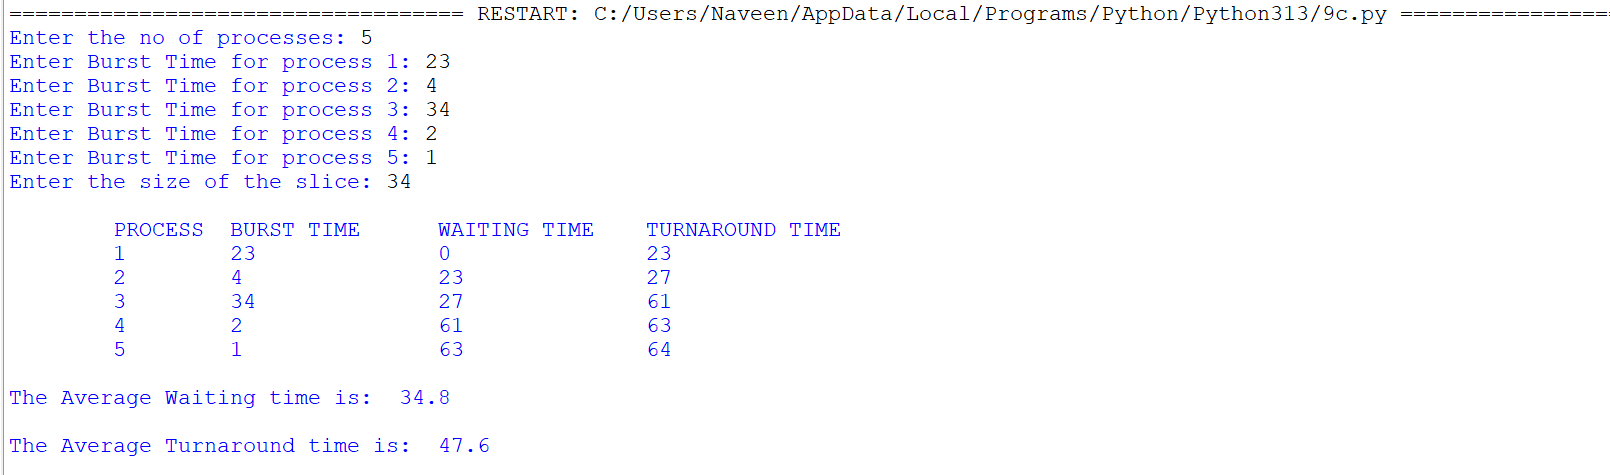 =================================== RESTART: C:/Users/Naveen/AppData/Local/Programs/Python/Python313/9c.py ================
Enter the no of processes: 5
Enter Burst Time for process 1: 23
Enter Burst Time for process 2: 4
Enter Burst Time for process 3: 34
Enter Burst Time for process 4: 2
Enter Burst Time for process 5: 1
Enter the size of the slice: 34
PROCESS  BURST TIME      WAITING TIME    TURNAROUND TIME
1        23              0               23
2        4               23              27
3        34              27              61
4        2               61              63
5        1               63              64
The Average Waiting time is:  34.8
The Average Turnaround time is:  47.6